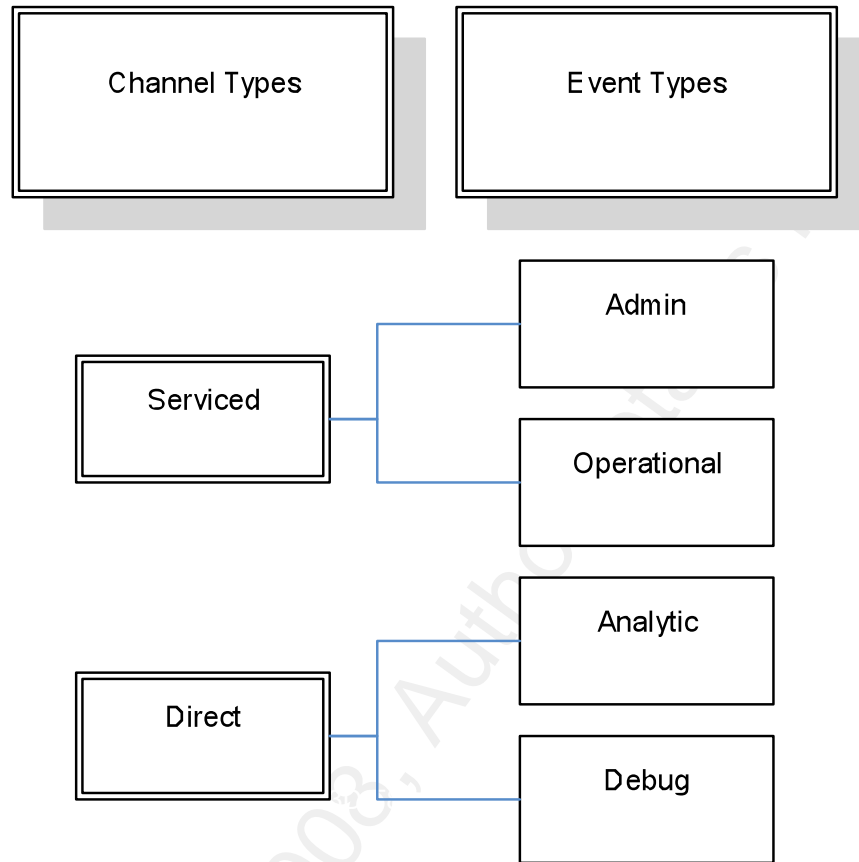 Channel Types
Event Types
Serviced
Admin
Operational
Direct
Analytic
Debug